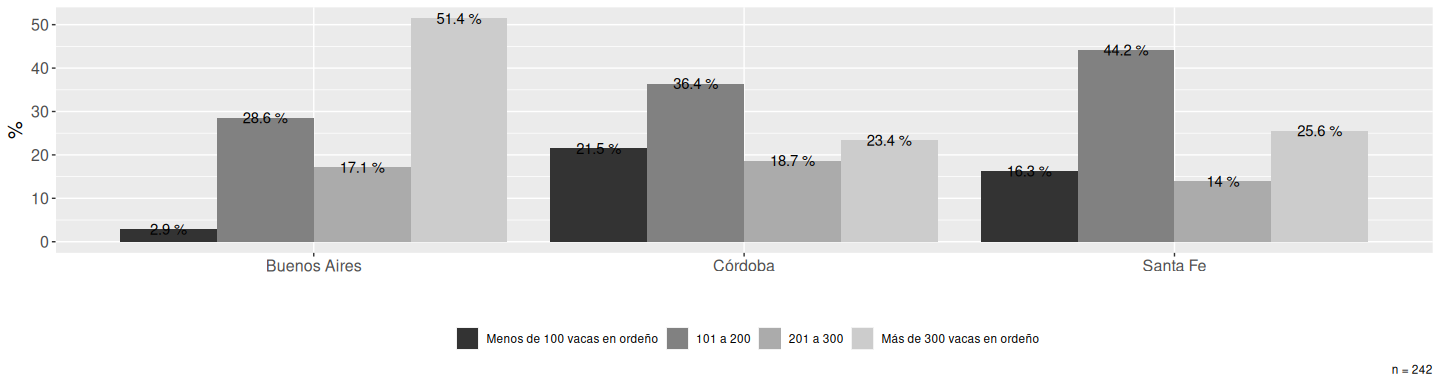 %
50
40
30
20
10
0
2.9 %
28.6 %
17.1 %
51.4 %
21.5 %
36.4 %
18.7 %
23.4 %
16.3 %
44.2 %
14 %
25.6 %
Buenos Aires
Córdoba
Santa Fe
Menos de 100 vacas en ordeño
101 a 200
201 a 300
Más de 300 vacas en ordeño
n = 242